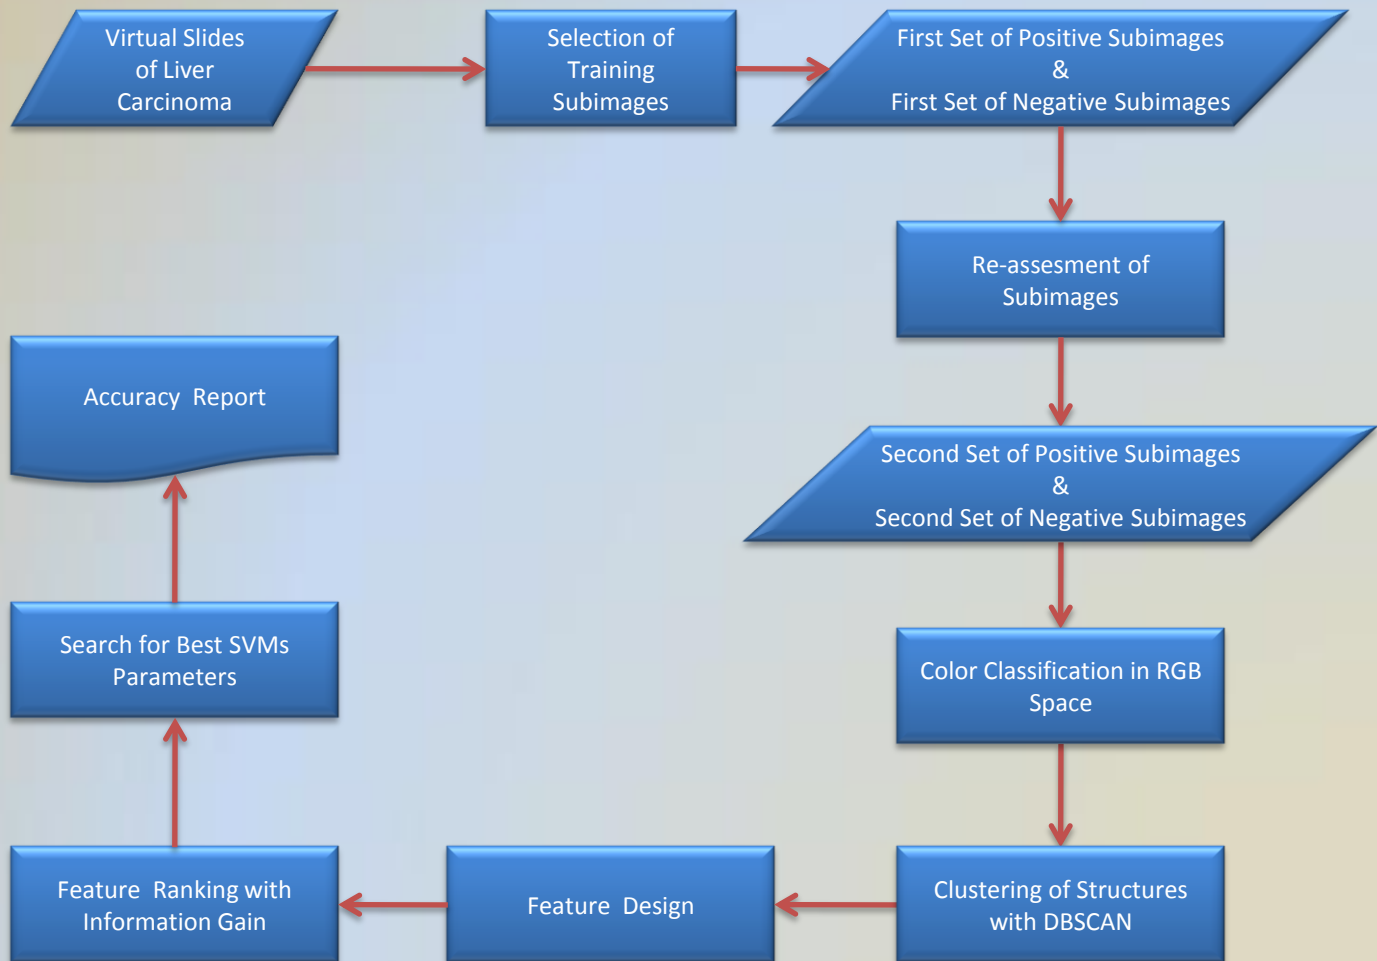 Virtual Slides
of Liver
Carcinoma
Selection of
Training
Subimages
First Set of Positive Subimages
&
First Set of Negative Subimages
Re-assesment of
Subimages
Second Set of Positive Subimages
&
Second Set of Negative Subimages
Color Classification in RGB
Space
Clustering of Structures
with DBSCAN
Feature Design
Feature Ranking with
Information Gain
Search for Best SVMs
Parameters
Accuracy Report